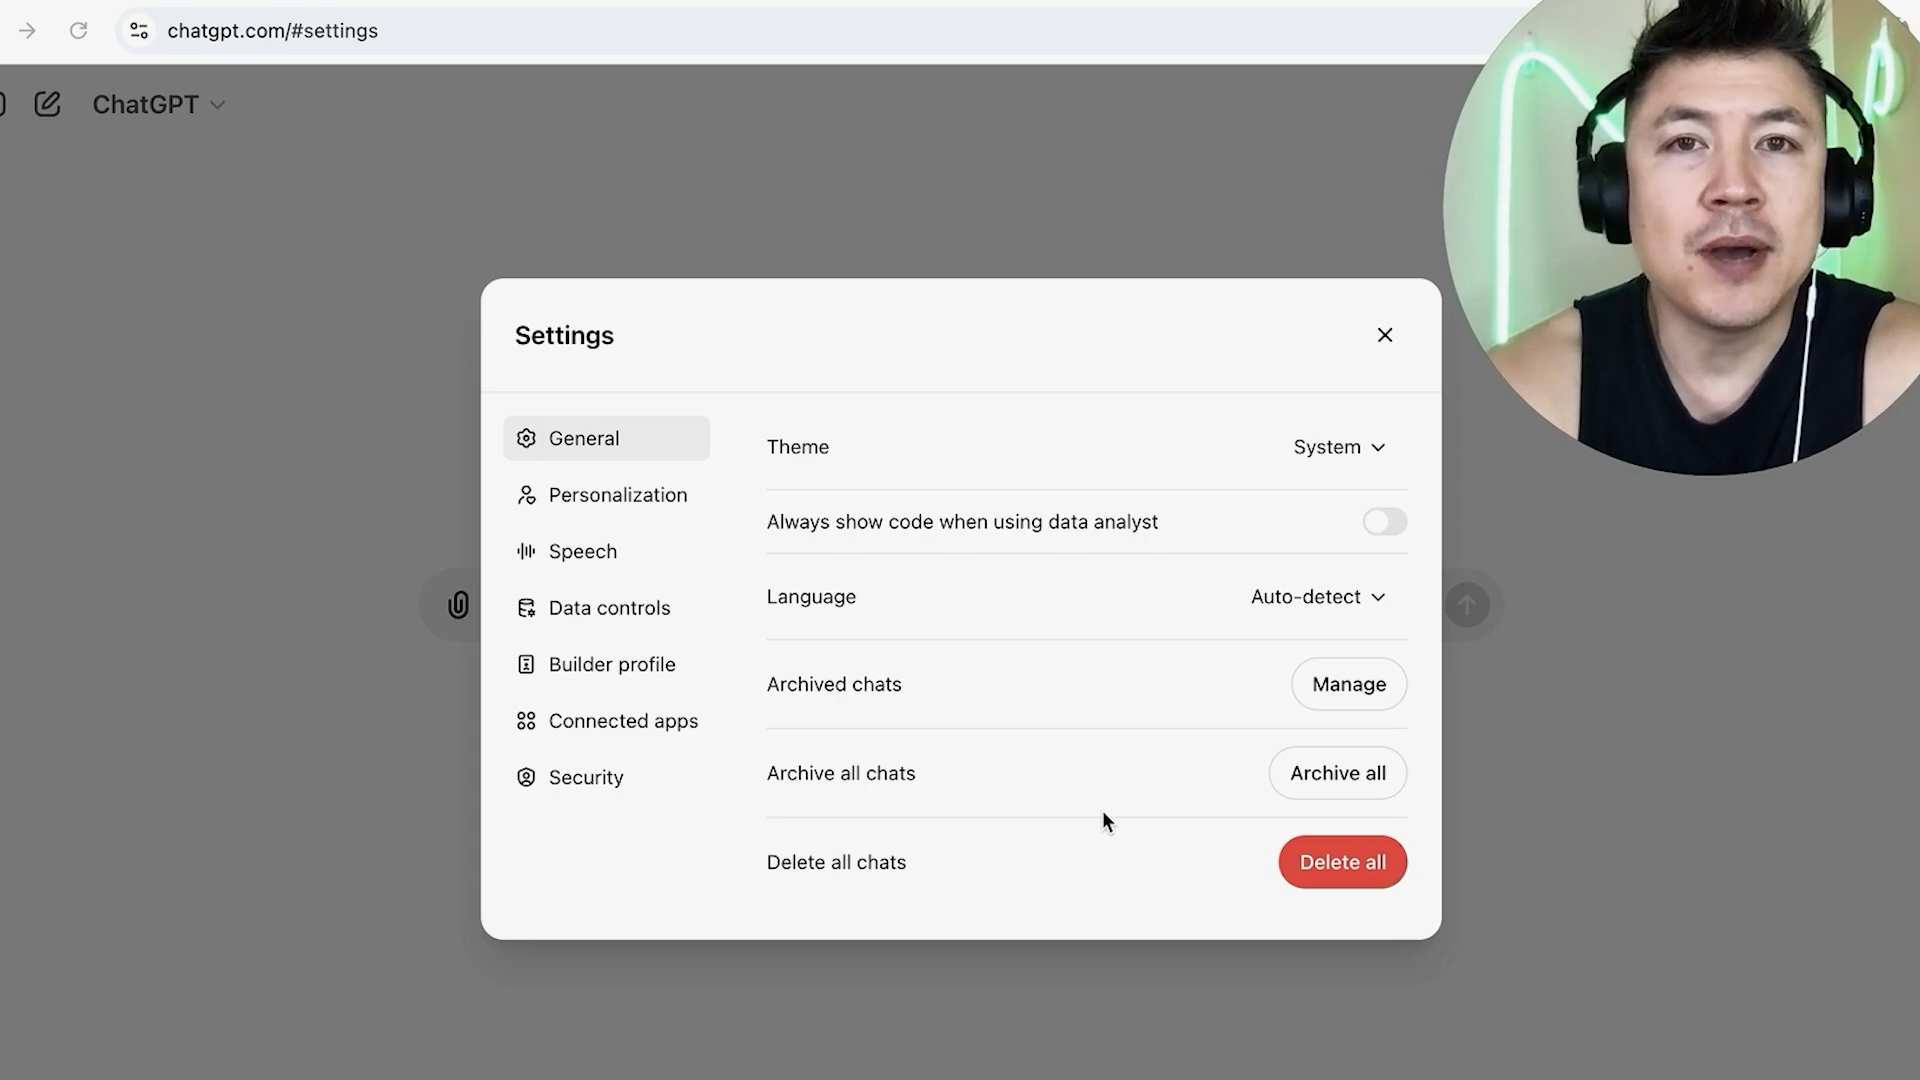 chatgpt.com/#settings
ChatGPT
Settings
General
Personalization
Speech
Data controls
Builder profile
Connected apps
Security
Theme
System
Always show code when using data analyst
Language
Auto-detect
Archived chats
Manage
Archive all chats
Archive all
Delete all chats
Delete all